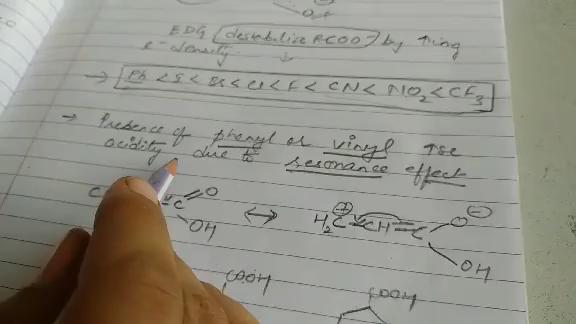 EDG destabilise RCOO⁻ by ↑ing
e⁻ density
→ Ph < I < Br < Cl < F < CN < NO₂ < CF₃
→ Presence of phenyl or vinyl ↑se
acidity due to resonance effect
C O
OH
↔ H₂C⊕ CH = C O⊖
OH
COOH
COOH